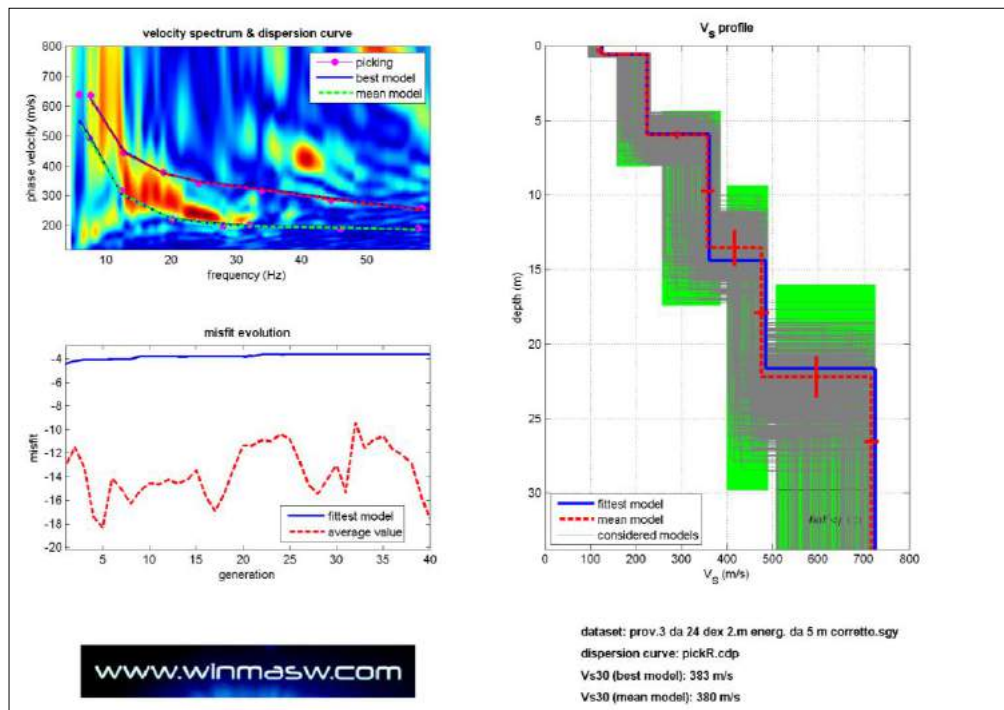 velocity spectrum & dispersion curve
800
700
600
500
400
300
200
phase velocity (m/s)
picking
best model
mean model
10
20
30
40
50
frequency (Hz)
misfit evolution
-4
-6
-8
-10
-12
-14
-16
-18
-20
misfit
fittest model
average value
5
10
15
20
25
30
35
40
generation
www.winmasw.com
VS profile
0
5
10
15
20
25
30
depth (m)
fittest model
mean model
considered models
0
100
200
300
400
500
600
700
800
VS (m/s)
dataset: prov.3 da 24 dex 2.m energ. da 5 m corretto.sgy
dispersion curve: pickR.cdp
Vs30 (best model): 383 m/s
Vs30 (mean model): 380 m/s